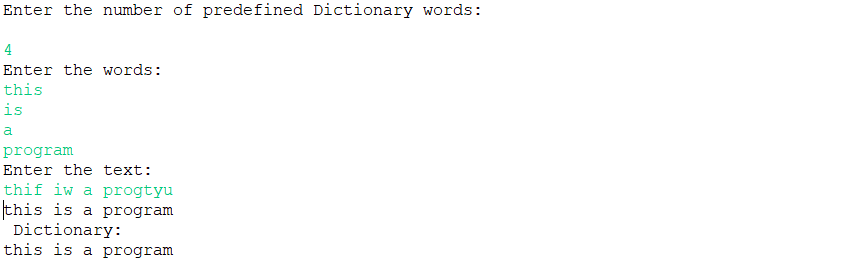 Enter the number of predefined Dictionary words:
4
Enter the words:
this
is
a
program
Enter the text:
thif iw a progtyu
this is a program
Dictionary:
this is a program